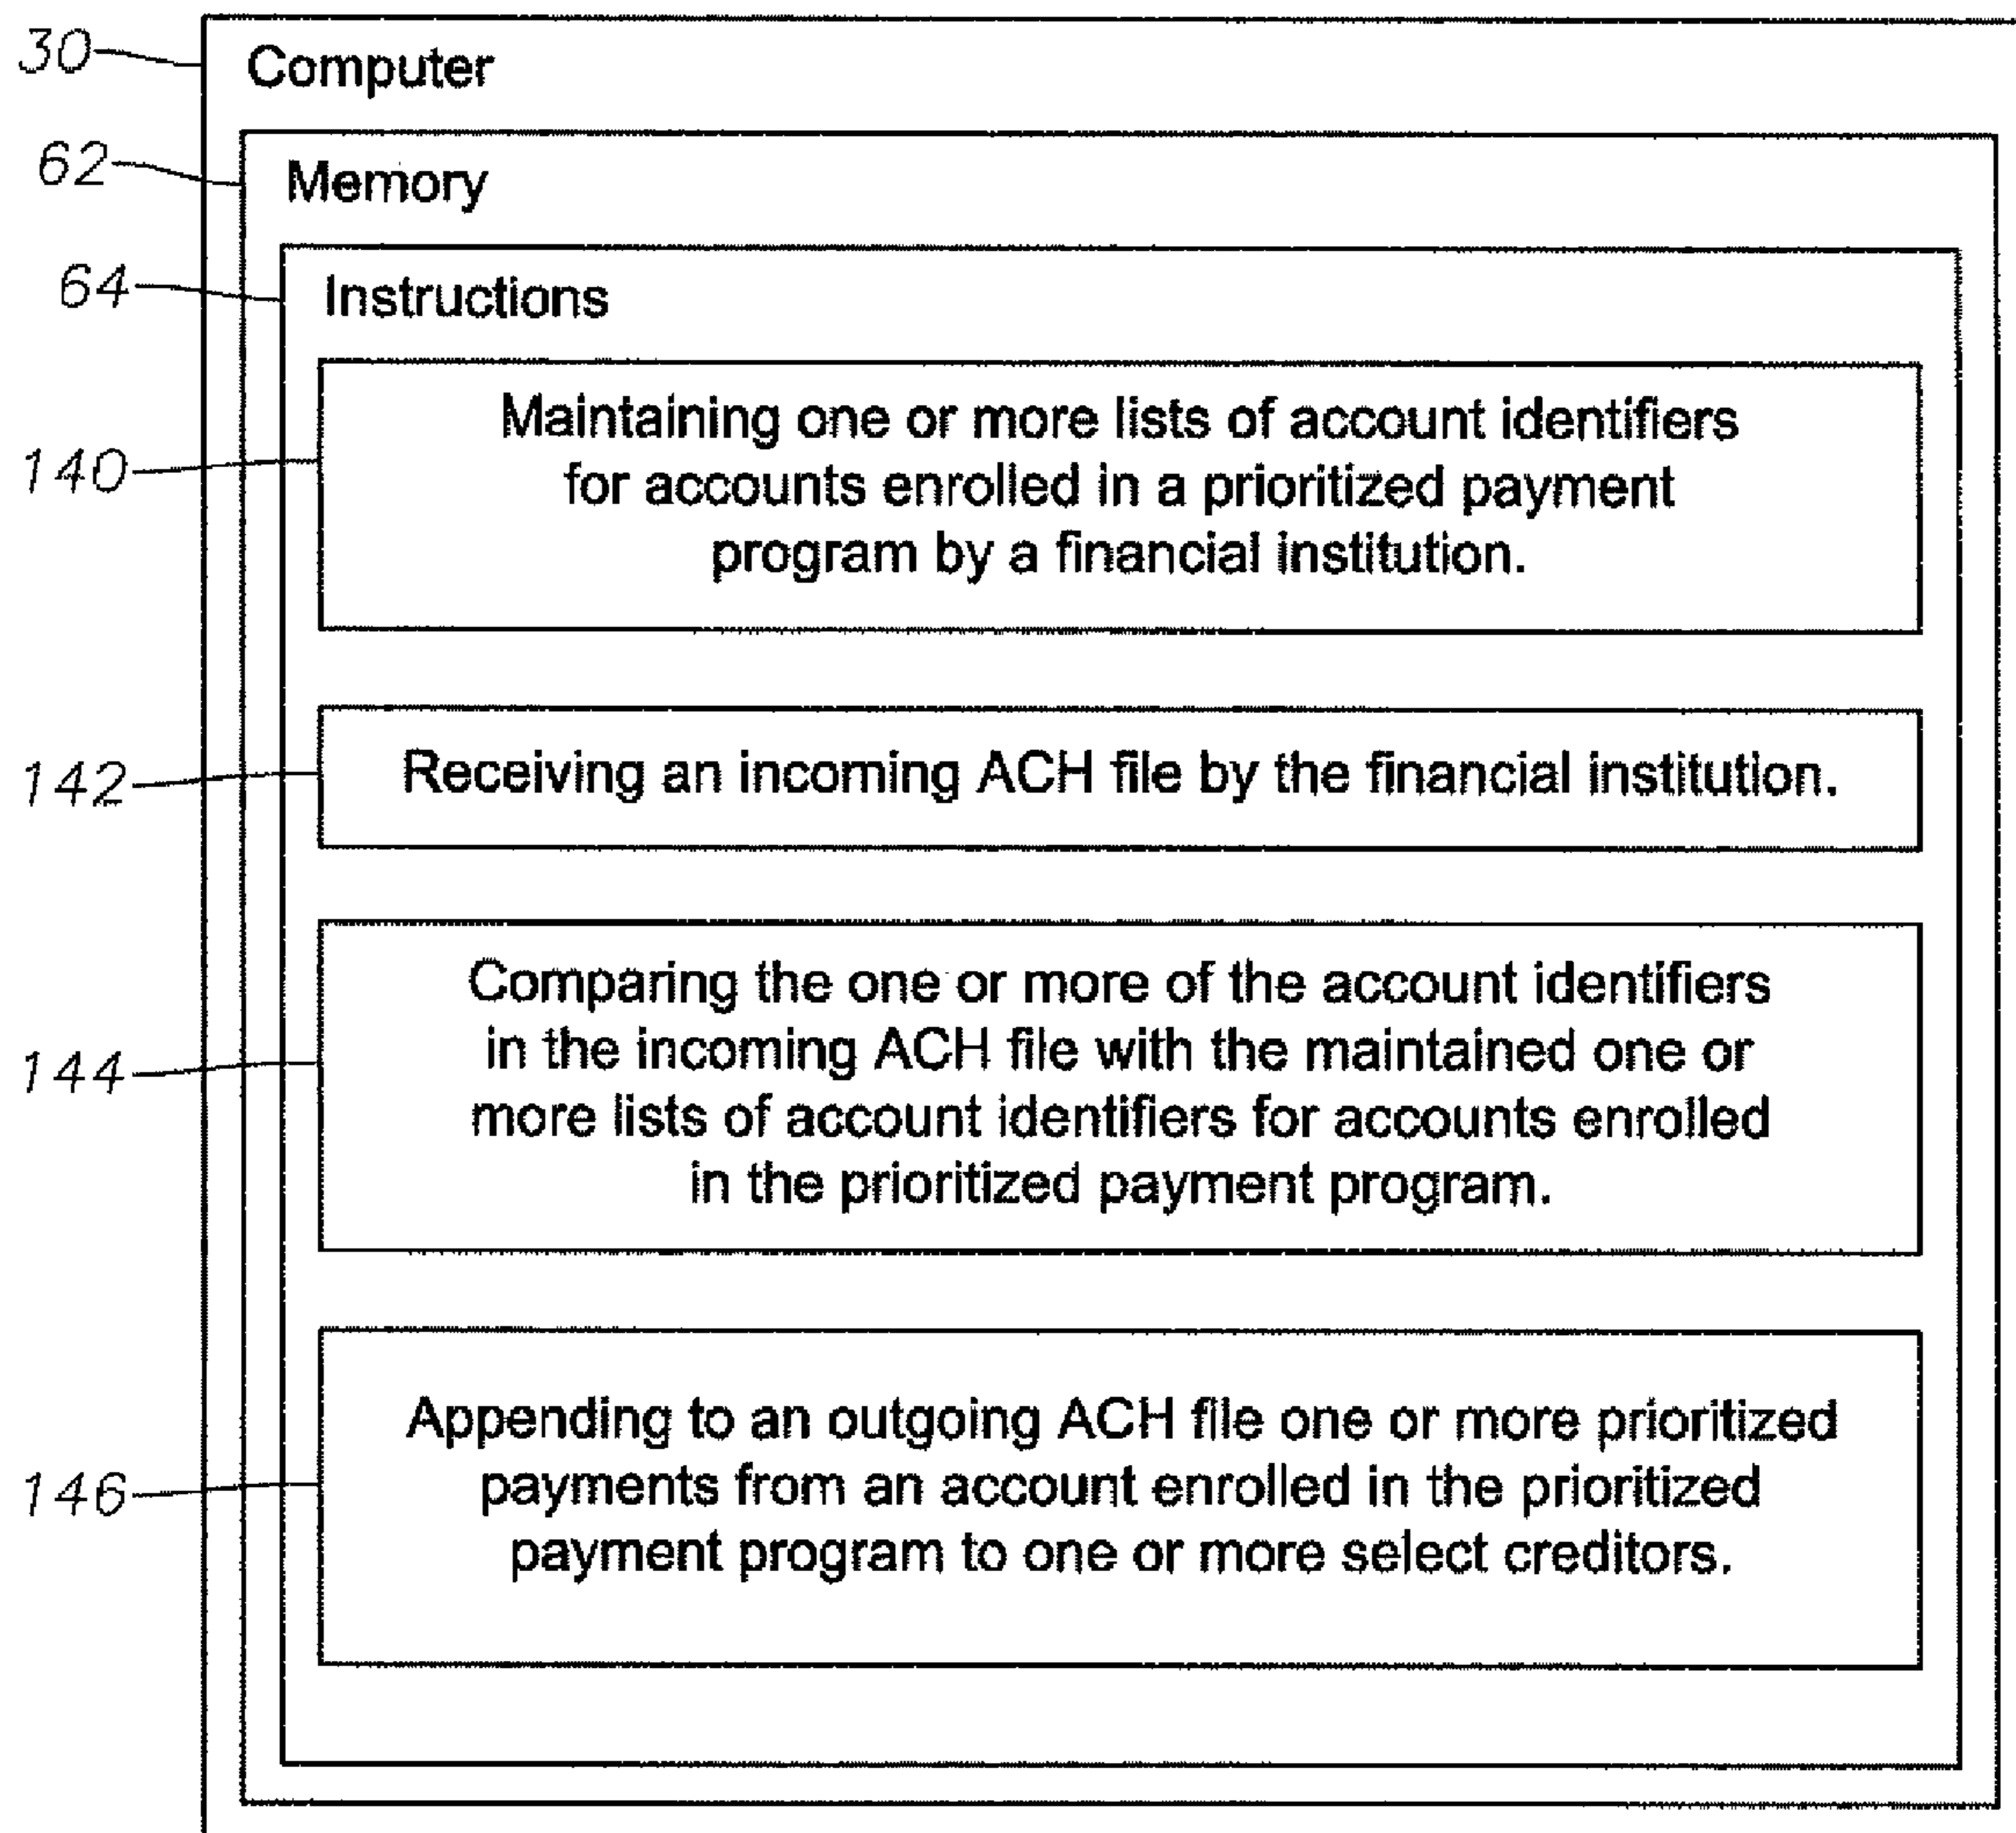 30 Computer
62 Memory
64 Instructions
Maintaining one or more lists of account identifiers
140 for accounts enrolled in a prioritized payment
program by a financial institution.
142 Receiving an incoming ACH file by the financial institution.
Comparing the one or more of the account identifiers
in the incoming ACH file with the maintained one or
144 more lists of account identifiers for accounts enrolled
in the prioritized payment program.
Appending to an outgoing ACH file one or more prioritized
146 payments from an account enrolled in the prioritized
payment program to one or more select creditors.